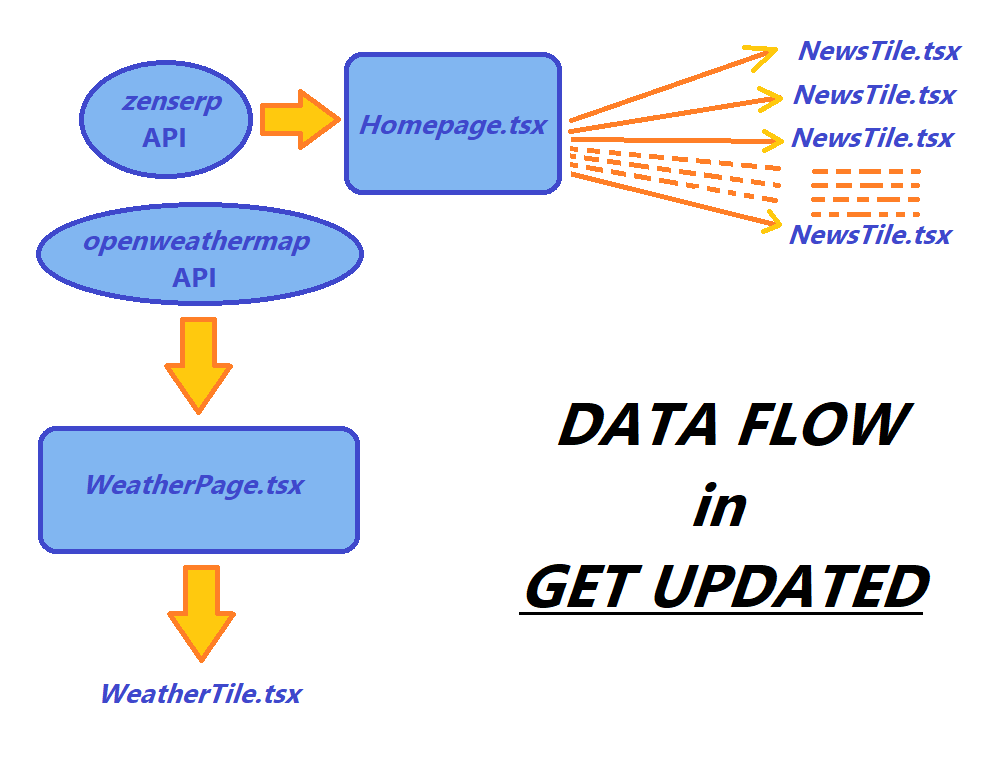 zenserp
API
Homepage.tsx
NewsTile.tsx
NewsTile.tsx
NewsTile.tsx
NewsTile.tsx
openweathermap
API
WeatherPage.tsx
WeatherTile.tsx
DATA FLOW
in
GET UPDATED